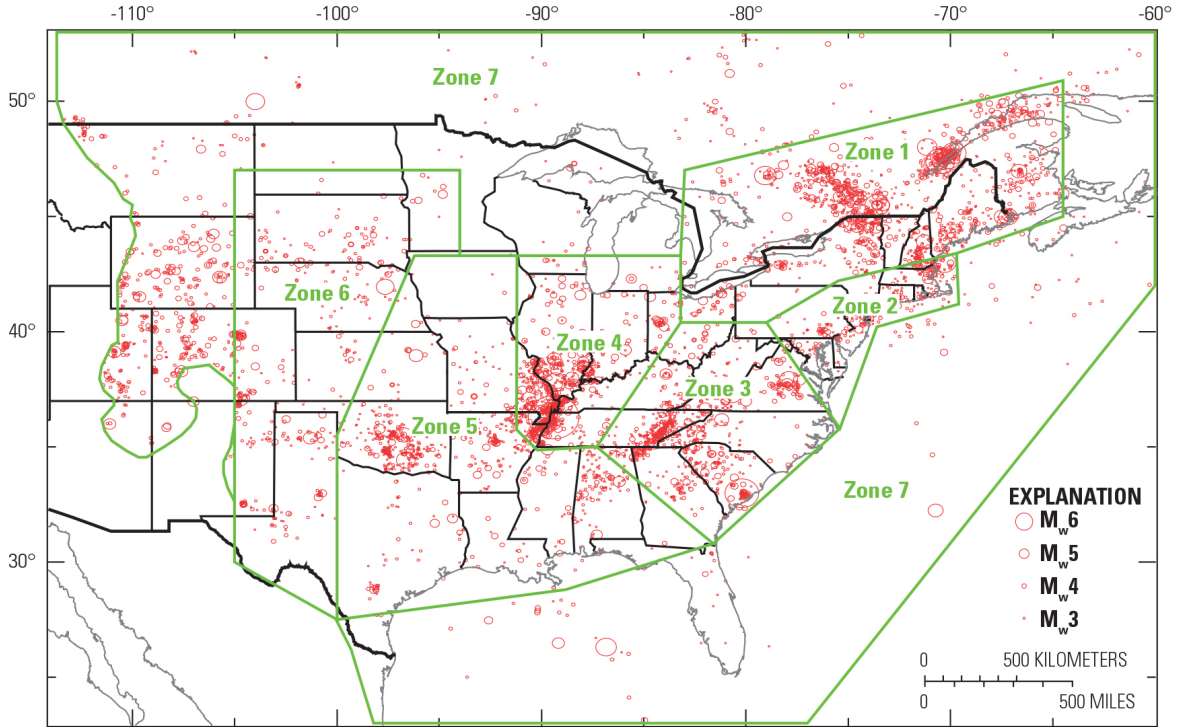 -110° -100° -90° -80° -70° -60°
Zone 7
50°
Zone 1
Zone 6
Zone 2
40°
Zone 4
Zone 3
Zone 5
Zone 7
EXPLANATION
Mw6
30°
Mw5
Mw4
Mw3
0 500 KILOMETERS
0 500 MILES